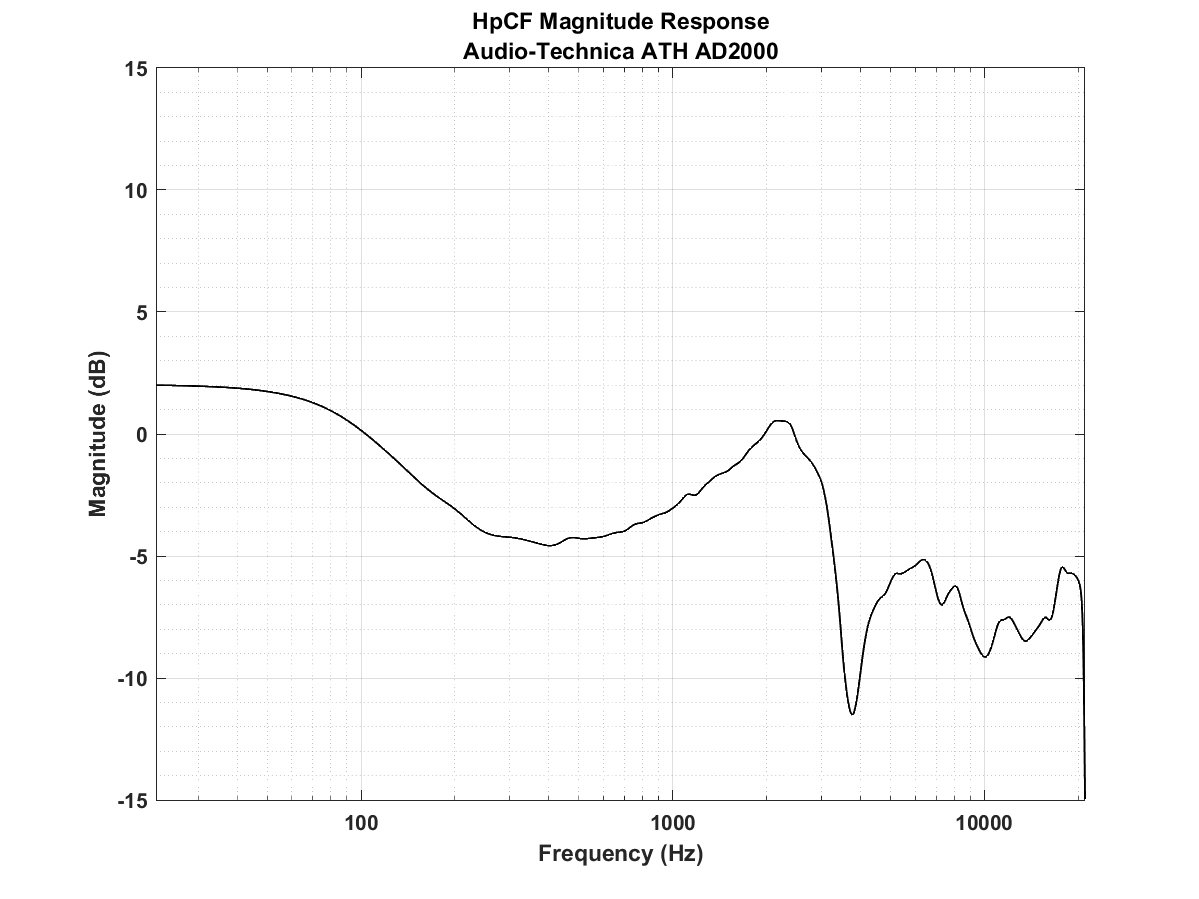 HpCF Magnitude Response
Audio-Technica ATH AD2000
15
10
5
0
-5
-10
-15
Magnitude (dB)
100 1000 10000
Frequency (Hz)